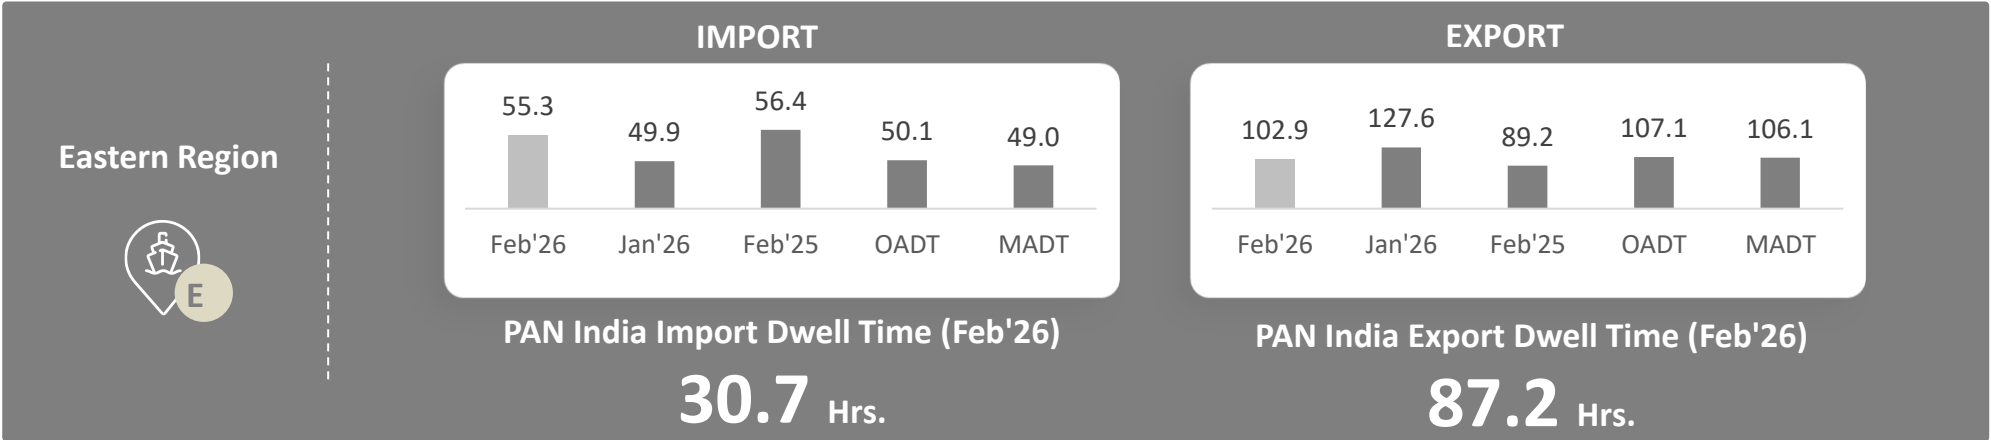 Eastern Region
E
IMPORT
55.3 49.9 56.4 50.1 49.0
Feb'26 Jan'26 Feb'25 OADT MADT
PAN India Import Dwell Time (Feb'26)
30.7 Hrs.
EXPORT
102.9 127.6 89.2 107.1 106.1
Feb'26 Jan'26 Feb'25 OADT MADT
PAN India Export Dwell Time (Feb'26)
87.2 Hrs.